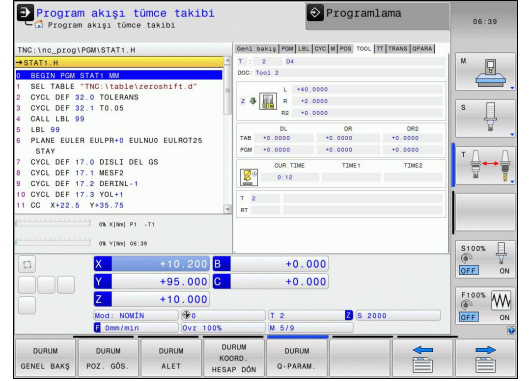 Program akışı tümce takibi
Program akışı tümce takibi
Programlama
06:39
TNC:\nc_prog\PGM\STAT1.H
→STAT1.H
0 BEGIN PGM STAT1 MM
1 SEL TABLE "TNC:\table\zeroshift.d"
2 CYCL DEF 32.0 TOLERANS
3 CYCL DEF 32.1 T0.05
4 CALL LBL 99
5 LBL 99
6 PLANE EULER EULPR+0 EULNU0 EULROT25
STAY
7 CYCL DEF 17.0 DISLI DEL GS
8 CYCL DEF 17.1 MESF2
9 CYCL DEF 17.2 DERINL-1
10 CYCL DEF 17.3 YOL+1
11 CC X+22.5 Y+35.75
Genl bakış PGM LBL CYC M POS TOOL TT TRANS QPARA
T : 2 D4
DOC: Tool 2
L +40.0000
Z R +2.0000
R2 +0.0000
DL DR DR2
TAB +0.0000 +0.0000 +0.0000
PGM +0.0000 +0.0000 +0.0000
CUR.TIME TIME1 TIME2
0:12
T 2
RT
0% X[Nm] P1 -T1
0% Y[Nm] 06:39
X +10.200 B +0.000
Y +95.000 C +0.000
Z +10.000
Mod: NOMİN 0 T 2 Z S 2000
F 0mm/min Ovr 100% M 5/9
M
S
T
S100%
OFF ON
F100%
OFF ON
DURUM
GENEL BAKŞ
DURUM
POZ. GÖS.
DURUM
ALET
DURUM
KOORD.
HESAP DÖN
DURUM
Q-PARAM.